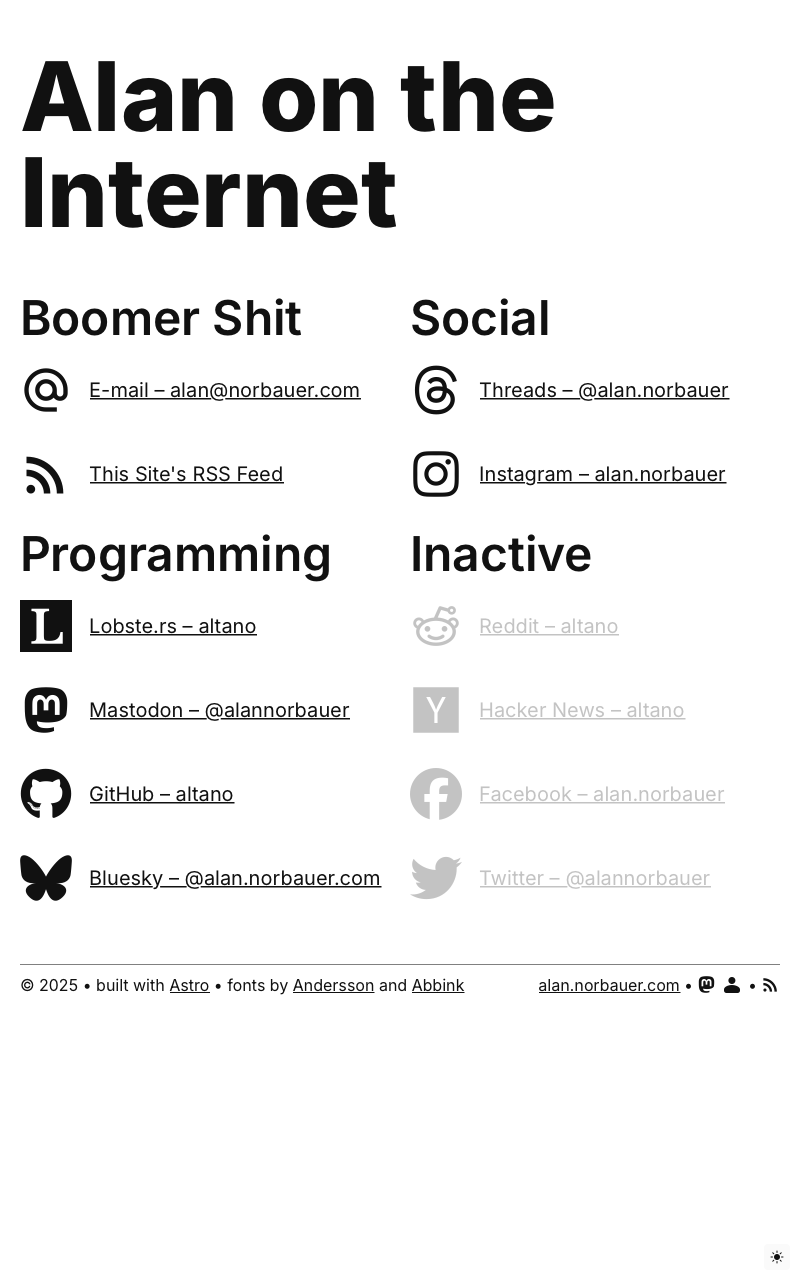 Alan on the
Internet
Boomer Shit
E-mail – alan@norbauer.com
This Site's RSS Feed
Social
Threads – @alan.norbauer
Instagram – alan.norbauer
Programming
L Lobste.rs – altano
Mastodon – @alannorbauer
GitHub – altano
Bluesky – @alan.norbauer.com
Inactive
Reddit – altano
Y Hacker News – altano
Facebook – alan.norbauer
Twitter – @alannorbauer
© 2025 • built with Astro • fonts by Andersson and Abbink
alan.norbauer.com • •